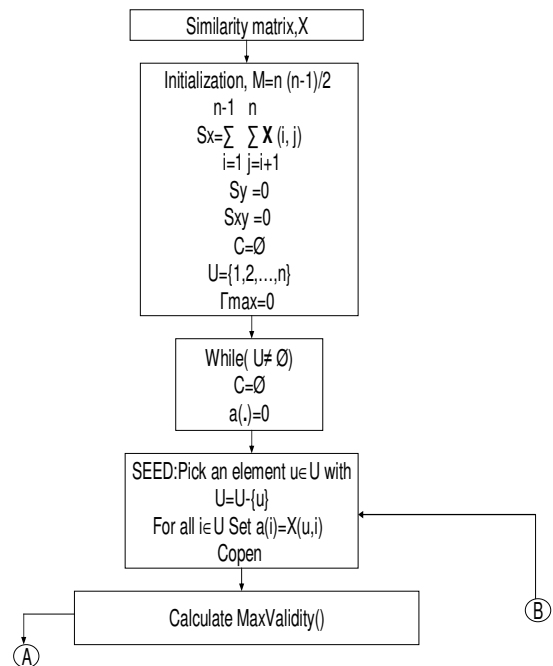 Similarity matrix,X
Initialization, M=n (n-1)/2
n-1 n
Sx=∑ ∑ X (i, j)
i=1 j=i+1
Sy =0
Sxy =0
C=Ø
U={1,2,...,n}
Γmax=0
While( U≠ Ø)
C=Ø
a(.)=0
SEED:Pick an element u∈U with
U=U-{u}
For all i∈U Set a(i)=X(u,i)
Copen
Calculate MaxValidity()
B
A